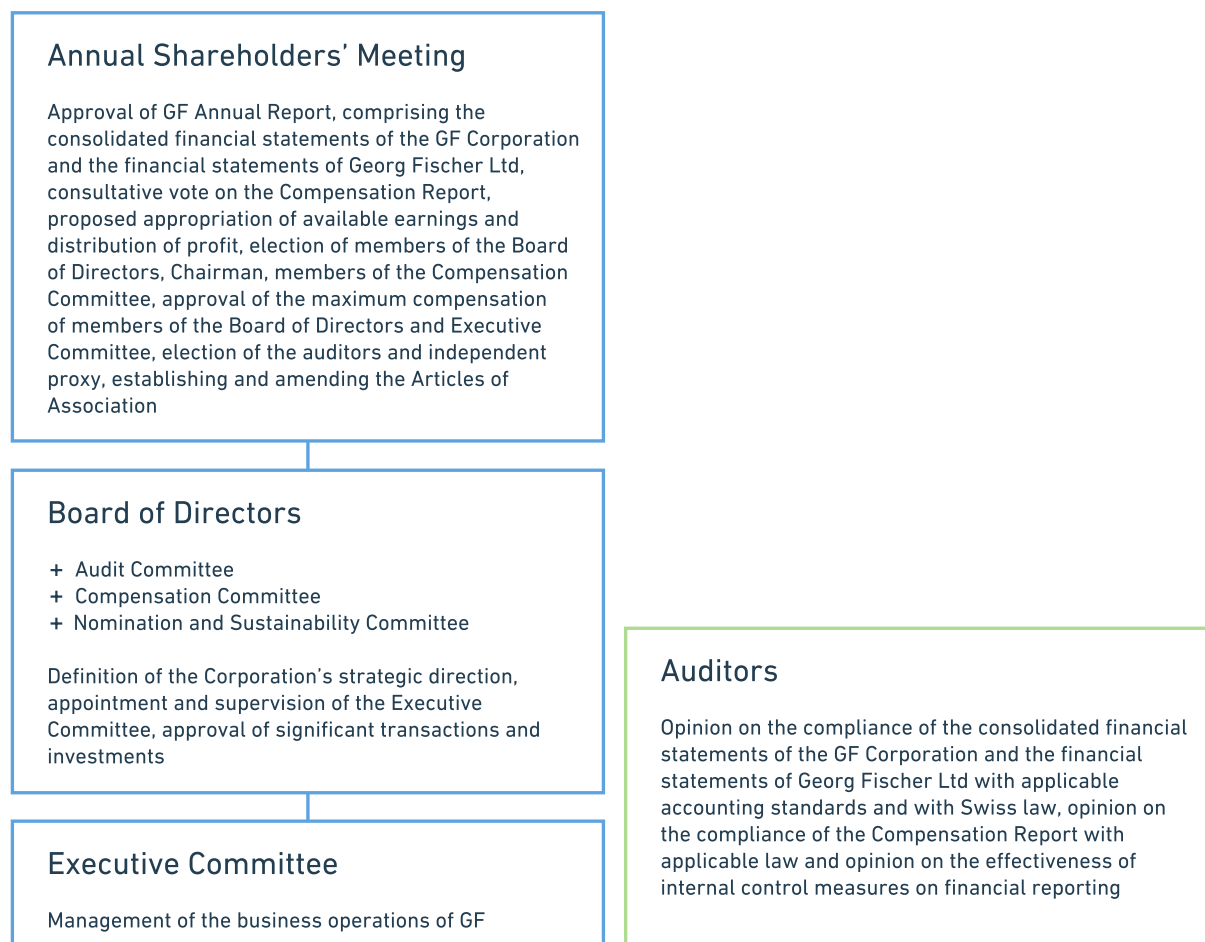 Annual Shareholders’ Meeting
Approval of GF Annual Report, comprising the
consolidated financial statements of the GF Corporation
and the financial statements of Georg Fischer Ltd,
consultative vote on the Compensation Report,
proposed appropriation of available earnings and
distribution of profit, election of members of the Board
of Directors, Chairman, members of the Compensation
Committee, approval of the maximum compensation
of members of the Board of Directors and Executive
Committee, election of the auditors and independent
proxy, establishing and amending the Articles of
Association
Board of Directors
+ Audit Committee
+ Compensation Committee
+ Nomination and Sustainability Committee
Definition of the Corporation’s strategic direction,
appointment and supervision of the Executive
Committee, approval of significant transactions and
investments
Executive Committee
Management of the business operations of GF
Auditors
Opinion on the compliance of the consolidated financial
statements of the GF Corporation and the financial
statements of Georg Fischer Ltd with applicable
accounting standards and with Swiss law, opinion on
the compliance of the Compensation Report with
applicable law and opinion on the effectiveness of
internal control measures on financial reporting